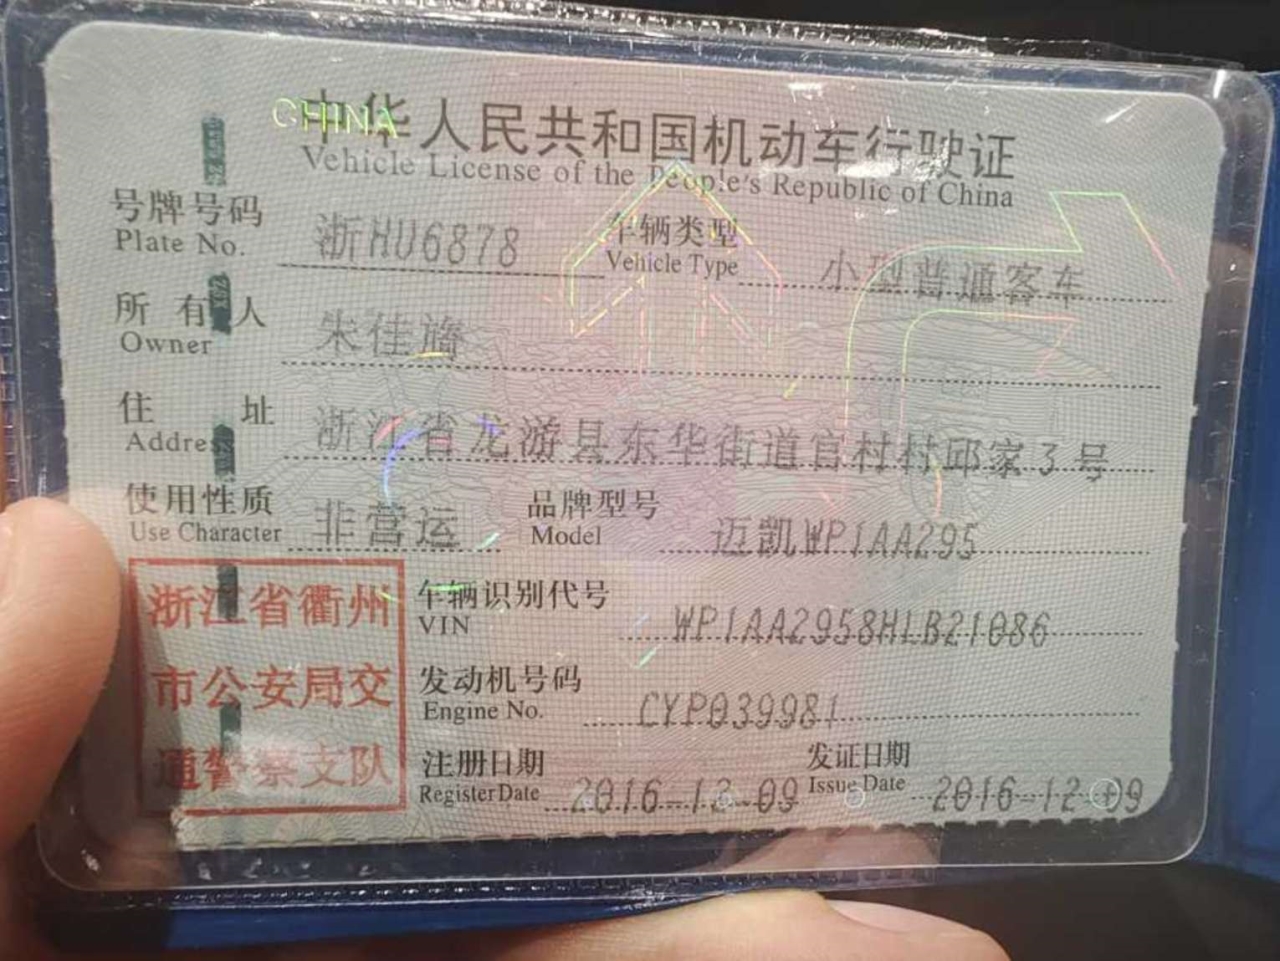 CHINA
中华人民共和国机动车行驶证
Vehicle License of the People's Republic of China
号牌号码 浙HU6878 车辆类型 小型普通客车
Plate No. Vehicle Type
所有人 朱佳旖
Owner
住址 浙江省龙游县东华街道官村村邱家3号
Address
使用性质 非营运 品牌型号 迈凯WP1AA295
Use Character Model
浙江省衢州
市公安局交
通警察支队
车辆识别代号 WP1AA2958HLB21086
VIN
发动机号码 CYP039981
Engine No.
注册日期 2016-12-09 发证日期 2016-12-09
Register Date Issue Date